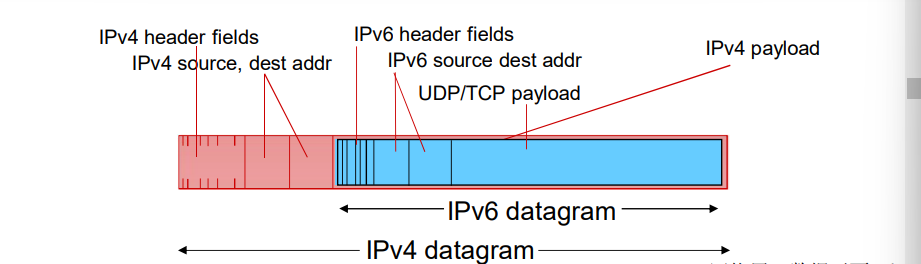 IPv4 header fields
IPv4 source, dest addr
IPv6 header fields
IPv6 source dest addr
UDP/TCP payload
IPv4 payload
IPv6 datagram
IPv4 datagram